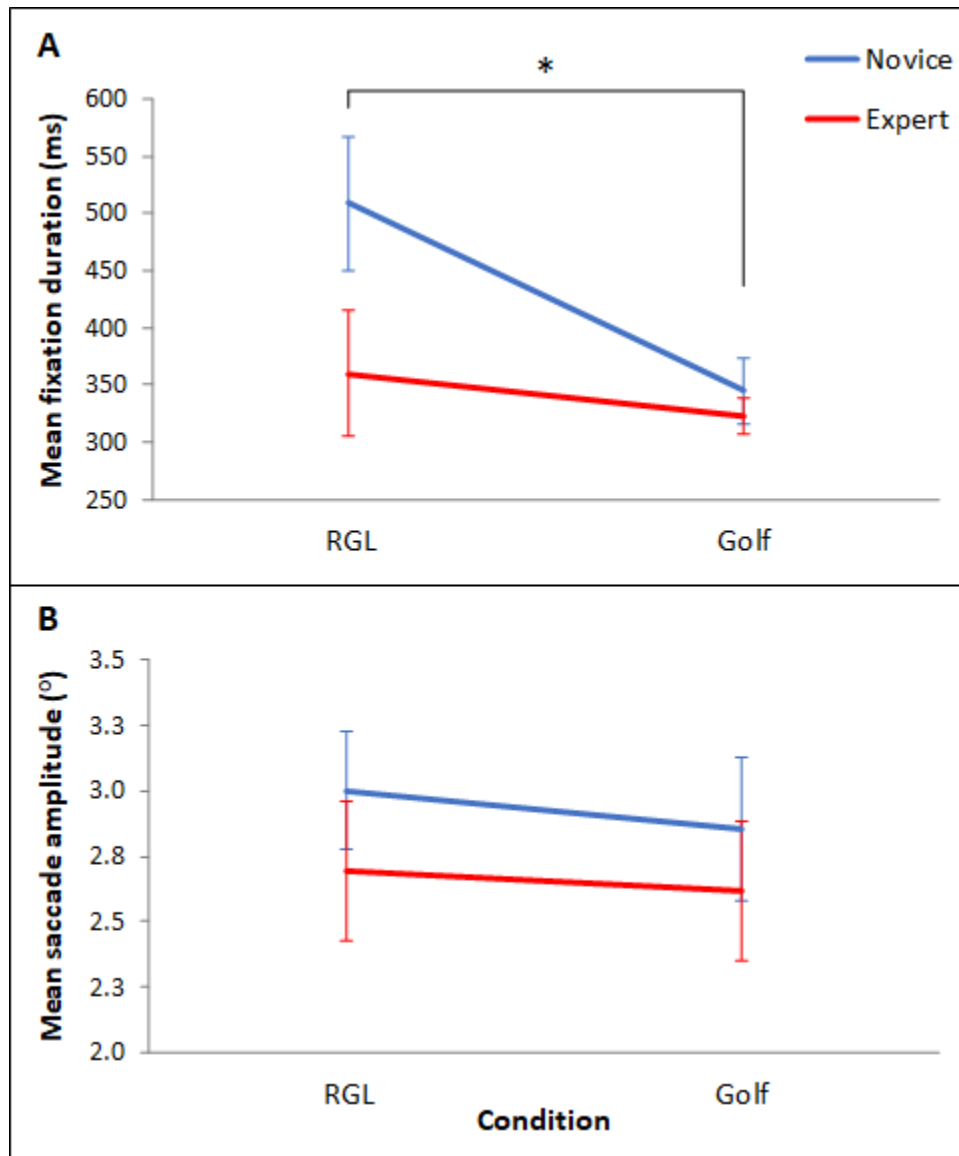 A
*
Novice
Expert
Mean fixation duration (ms)
600
550
500
450
400
350
300
250
RGL Golf
B
Mean saccade amplitude (°)
3.5
3.3
3.0
2.8
2.5
2.3
2.0
RGL Golf
Condition